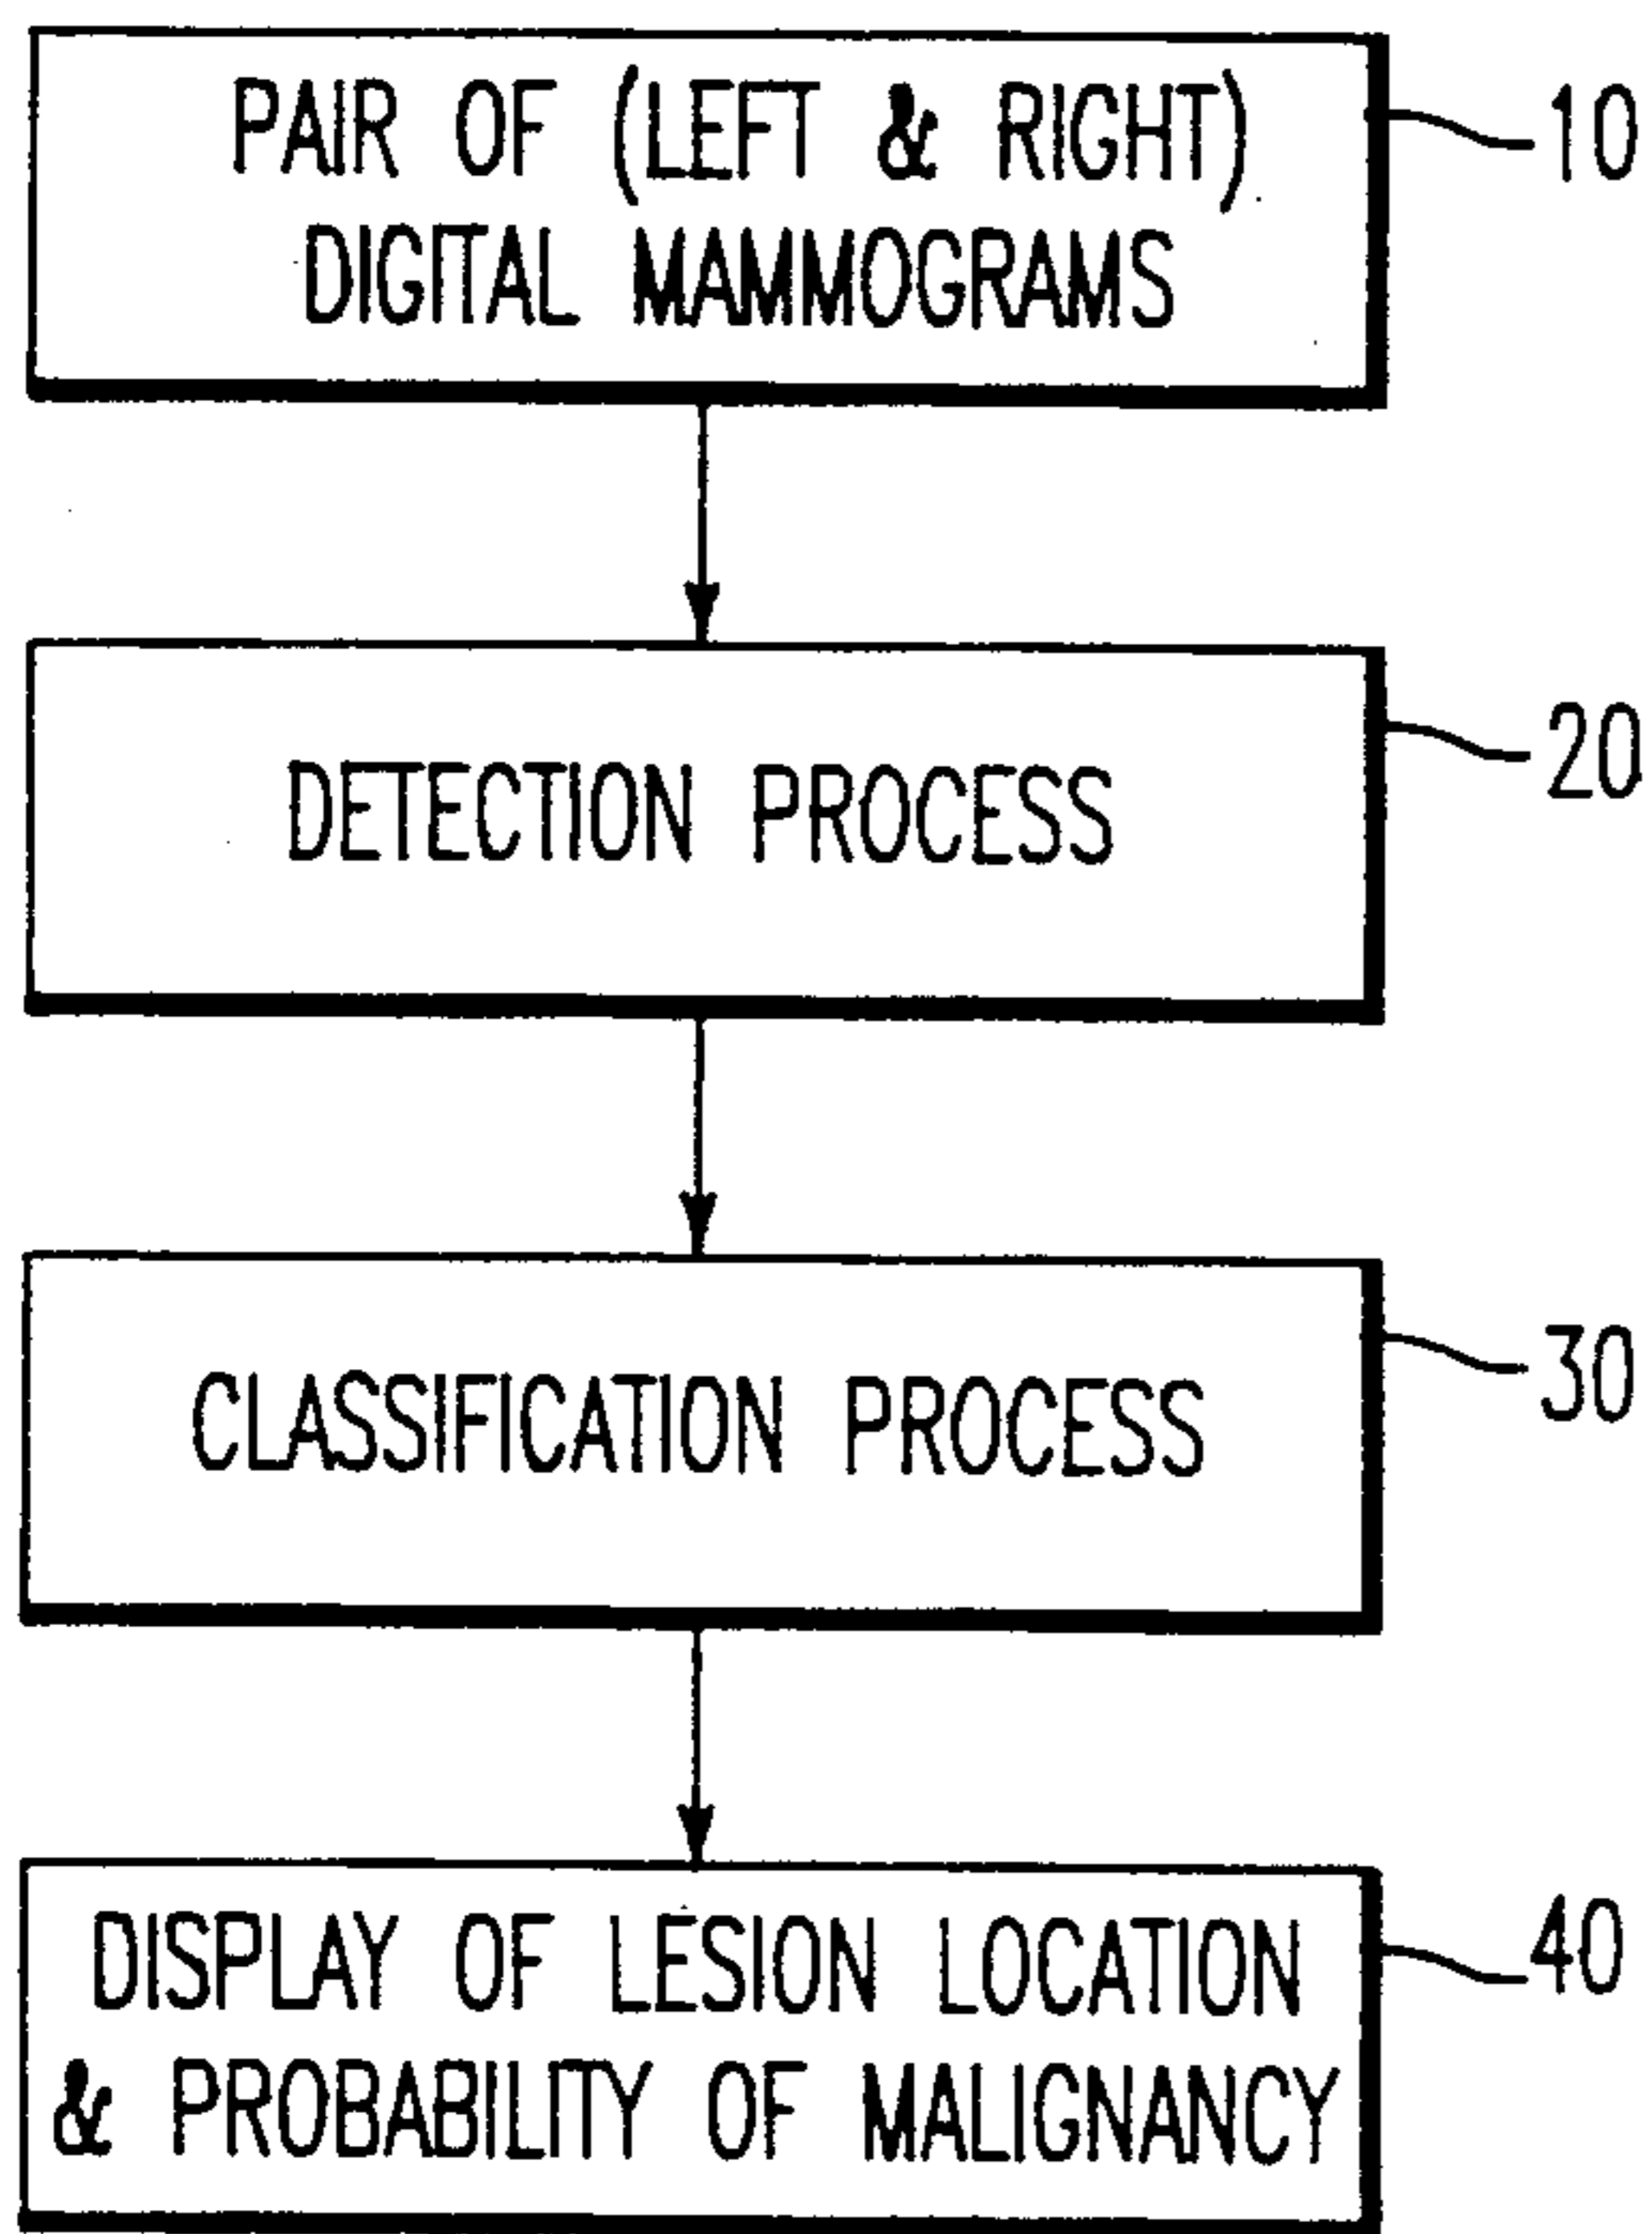 PAIR OF (LEFT & RIGHT)
DIGITAL MAMMOGRAMS
10
DETECTION PROCESS
20
CLASSIFICATION PROCESS
30
DISPLAY OF LESION LOCATION
& PROBABILITY OF MALIGNANCY
40